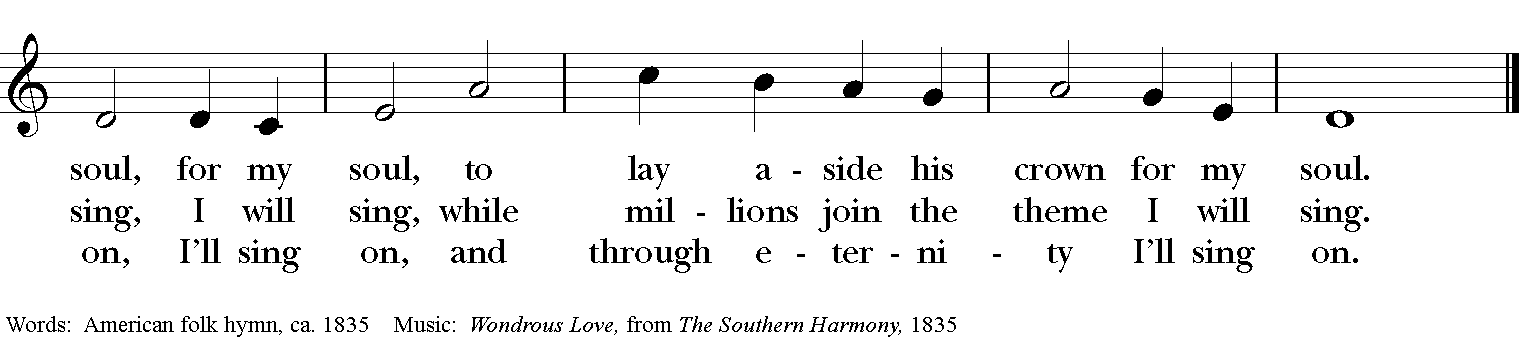 soul, for my soul, to lay a - side his crown for my soul.
sing, I will sing, while mil - lions join the theme I will sing.
on, I'll sing on, and through e - ter - ni - ty I'll sing on.
Words: American folk hymn, ca. 1835 Music: Wondrous Love, from The Southern Harmony, 1835